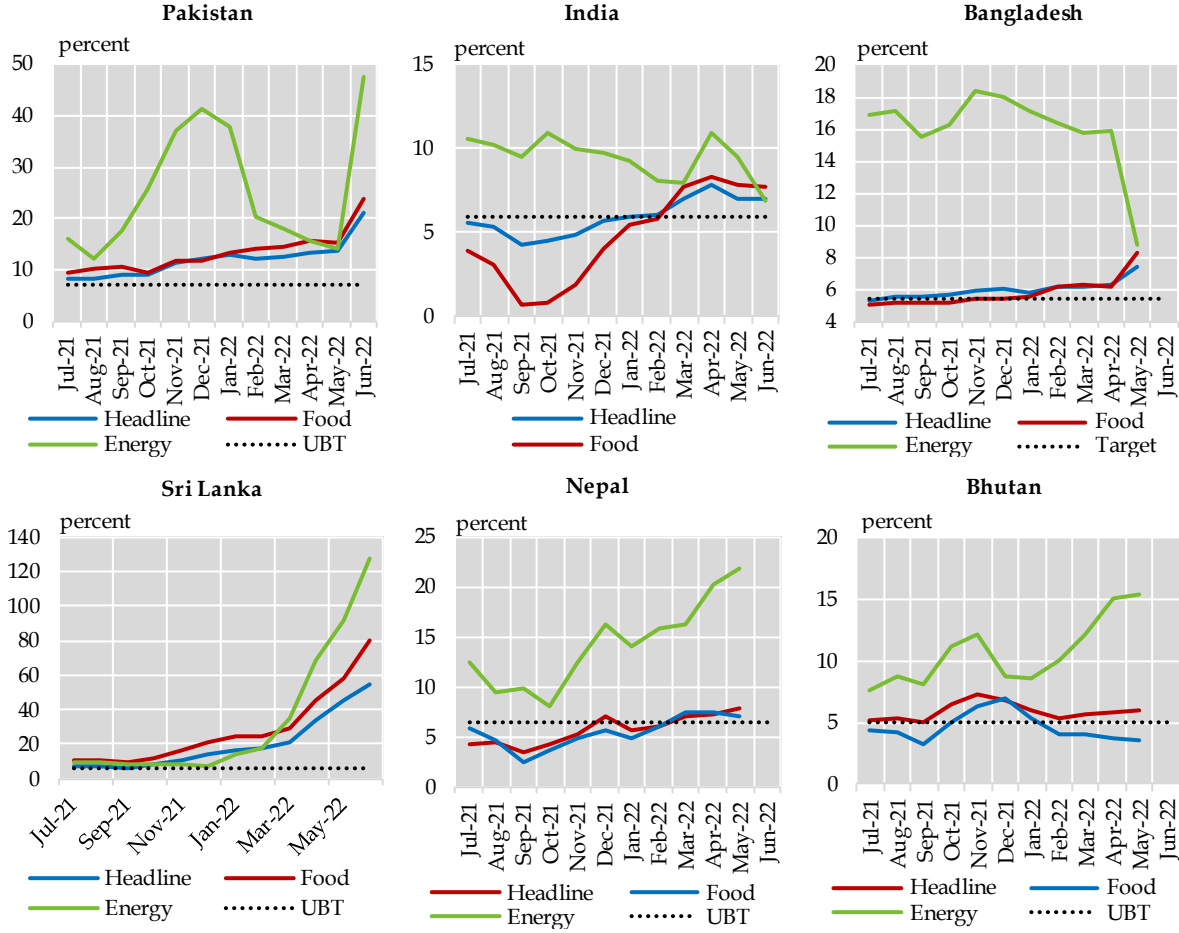 Pakistan
percent
50
40
30
20
10
0
Jul-21
Aug-21
Sep-21
Oct-21
Nov-21
Dec-21
Jan-22
Feb-22
Mar-22
Apr-22
May-22
Jun-22
Headline Food
Energy UBT
India
percent
15
10
5
0
Jul-21
Aug-21
Sep-21
Oct-21
Nov-21
Dec-21
Jan-22
Feb-22
Mar-22
Apr-22
May-22
Jun-22
Headline
Food
Bangladesh
percent
20
18
16
14
12
10
8
6
4
Jul-21
Aug-21
Sep-21
Oct-21
Nov-21
Dec-21
Jan-22
Feb-22
Mar-22
Apr-22
May-22
Jun-22
Headline Food
Energy Target
Sri Lanka
percent
140
120
100
80
60
40
20
0
Jul-21
Sep-21
Nov-21
Jan-22
Mar-22
May-22
Headline Food
Energy UBT
Nepal
percent
25
20
15
10
5
0
Jul-21
Aug-21
Sep-21
Oct-21
Nov-21
Dec-21
Jan-22
Feb-22
Mar-22
Apr-22
May-22
Jun-22
Headline Food
Energy UBT
Bhutan
percent
20
15
10
5
0
Jul-21
Aug-21
Sep-21
Oct-21
Nov-21
Dec-21
Jan-22
Feb-22
Mar-22
Apr-22
May-22
Jun-22
Headline Food
Energy UBT